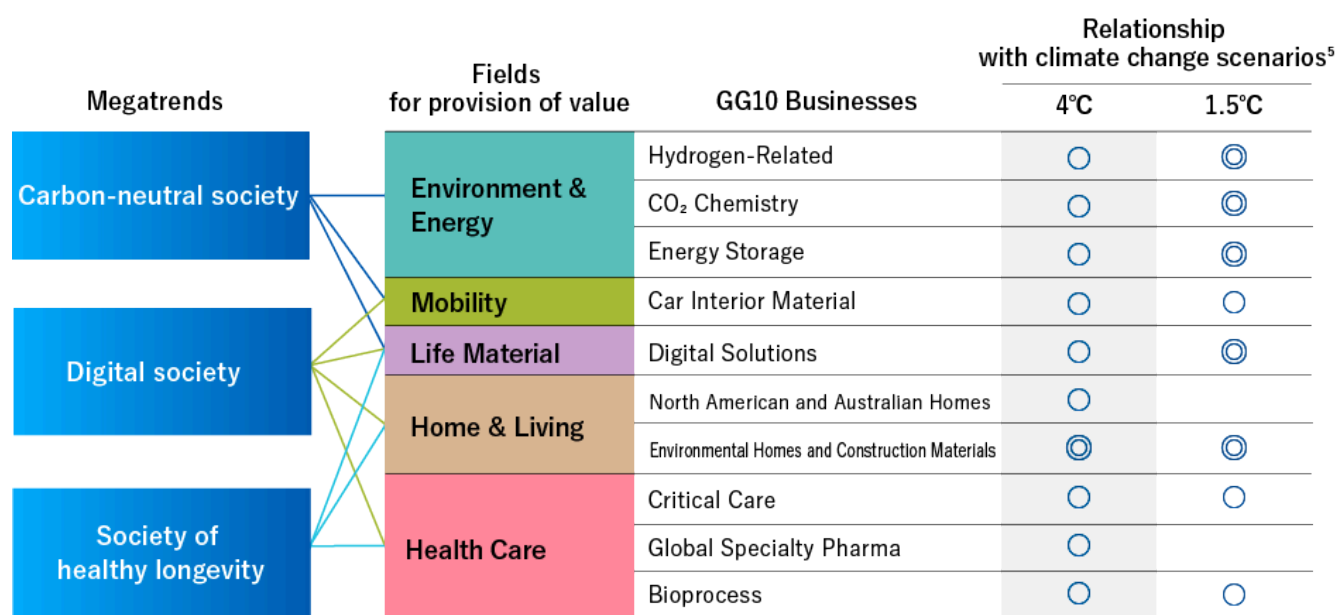 Relationship
with climate change scenarios⁵
Megatrends
Fields
for provision of value
GG10 Businesses
4℃
1.5℃
Carbon-neutral society
Digital society
Society of
healthy longevity
Environment &
Energy
Mobility
Life Material
Home & Living
Health Care
Hydrogen-Related
○ ◎
CO₂ Chemistry
○ ◎
Energy Storage
○ ◎
Car Interior Material
○ ○
Digital Solutions
○ ◎
North American and Australian Homes
○
Environmental Homes and Construction Materials
◎ ◎
Critical Care
○ ○
Global Specialty Pharma
○
Bioprocess
○ ○